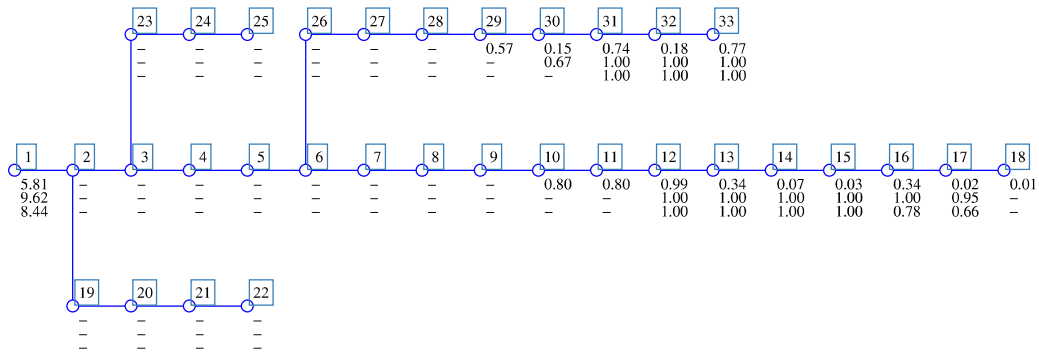 23 24 25 26 27 28 29 30 31 32 33
– – – – – – 0.57 0.15 0.74 0.18 0.77
– – – – – – – 0.67 1.00 1.00 1.00
– – – – – – – – 1.00 1.00 1.00
1 2 3 4 5 6 7 8 9 10 11 12 13 14 15 16 17 18
5.81 – – – – – – – – 0.80 0.80 0.99 0.34 0.07 0.03 0.34 0.02 0.01
9.62 – – – – – – – – – – 1.00 1.00 1.00 1.00 1.00 0.95 –
8.44 – – – – – – – – – – 1.00 1.00 1.00 1.00 0.78 0.66 –
19 20 21 22
– – – –
– – – –
– – – –